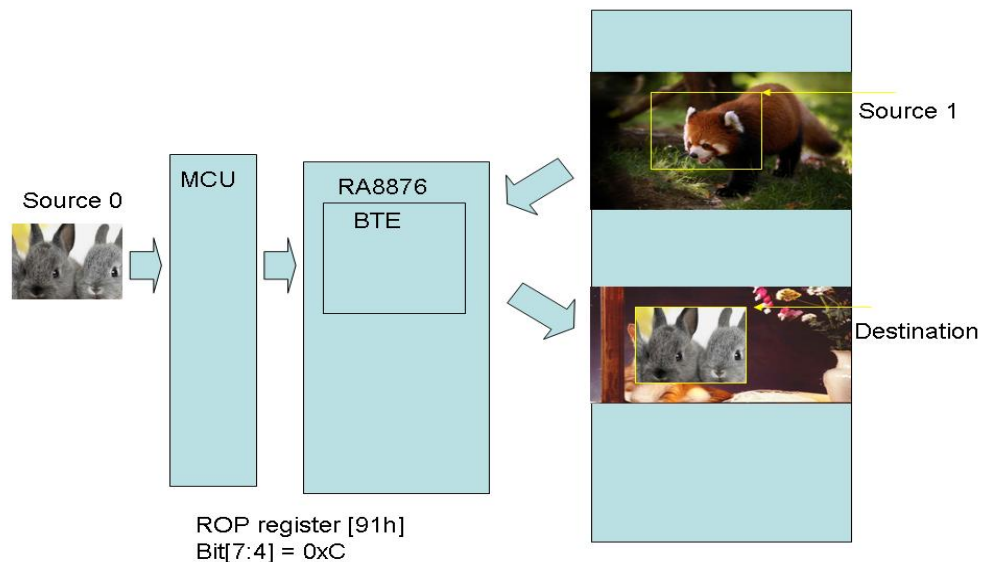 Source 0
MCU
RA8876
BTE
Source 1
Destination
ROP register [91h]
Bit[7:4] = 0xC